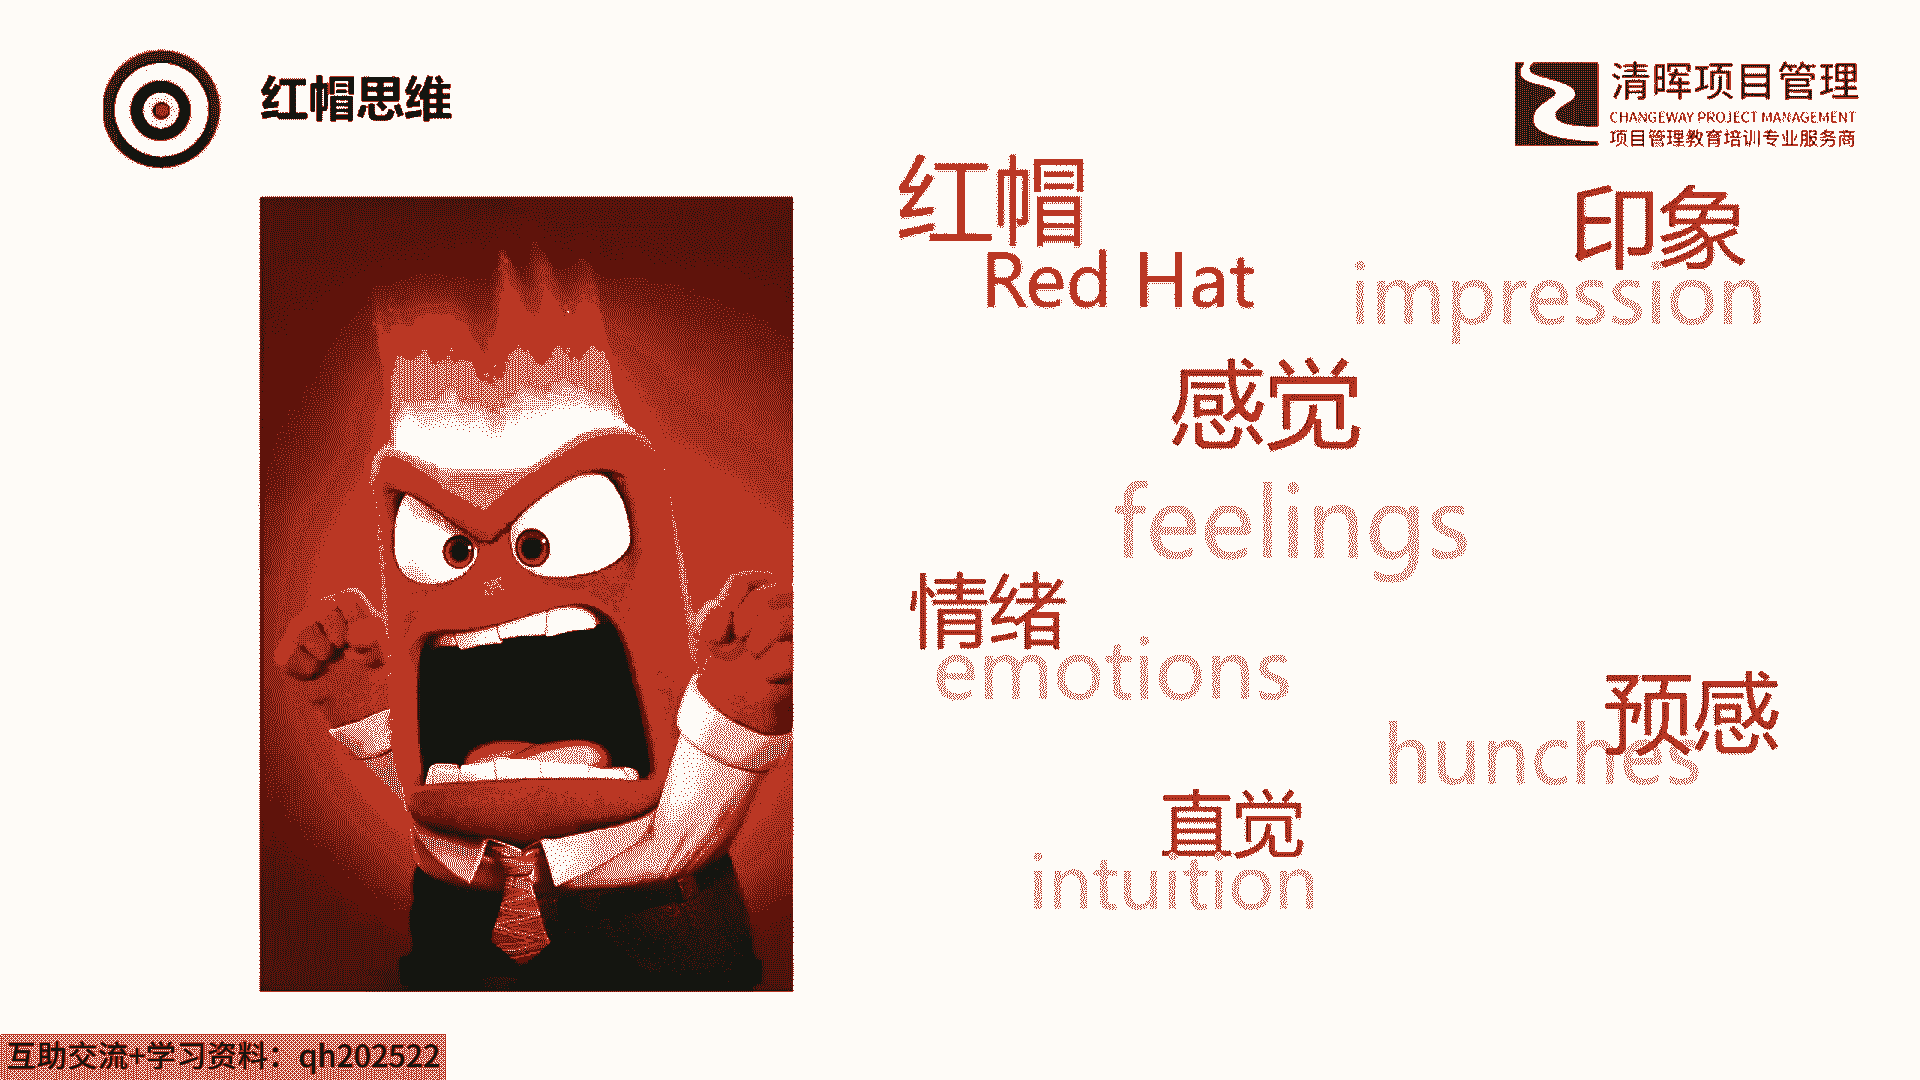 红帽思维
清晖项目管理
CHANGEWAY PROJECT MANAGEMENT
项目管理教育培训专业服务商
红帽
Red Hat
印象
impression
感觉
feelings
情绪
emotions
预感
hunches
直觉
intuition
互助交流+学习资料：qh202522